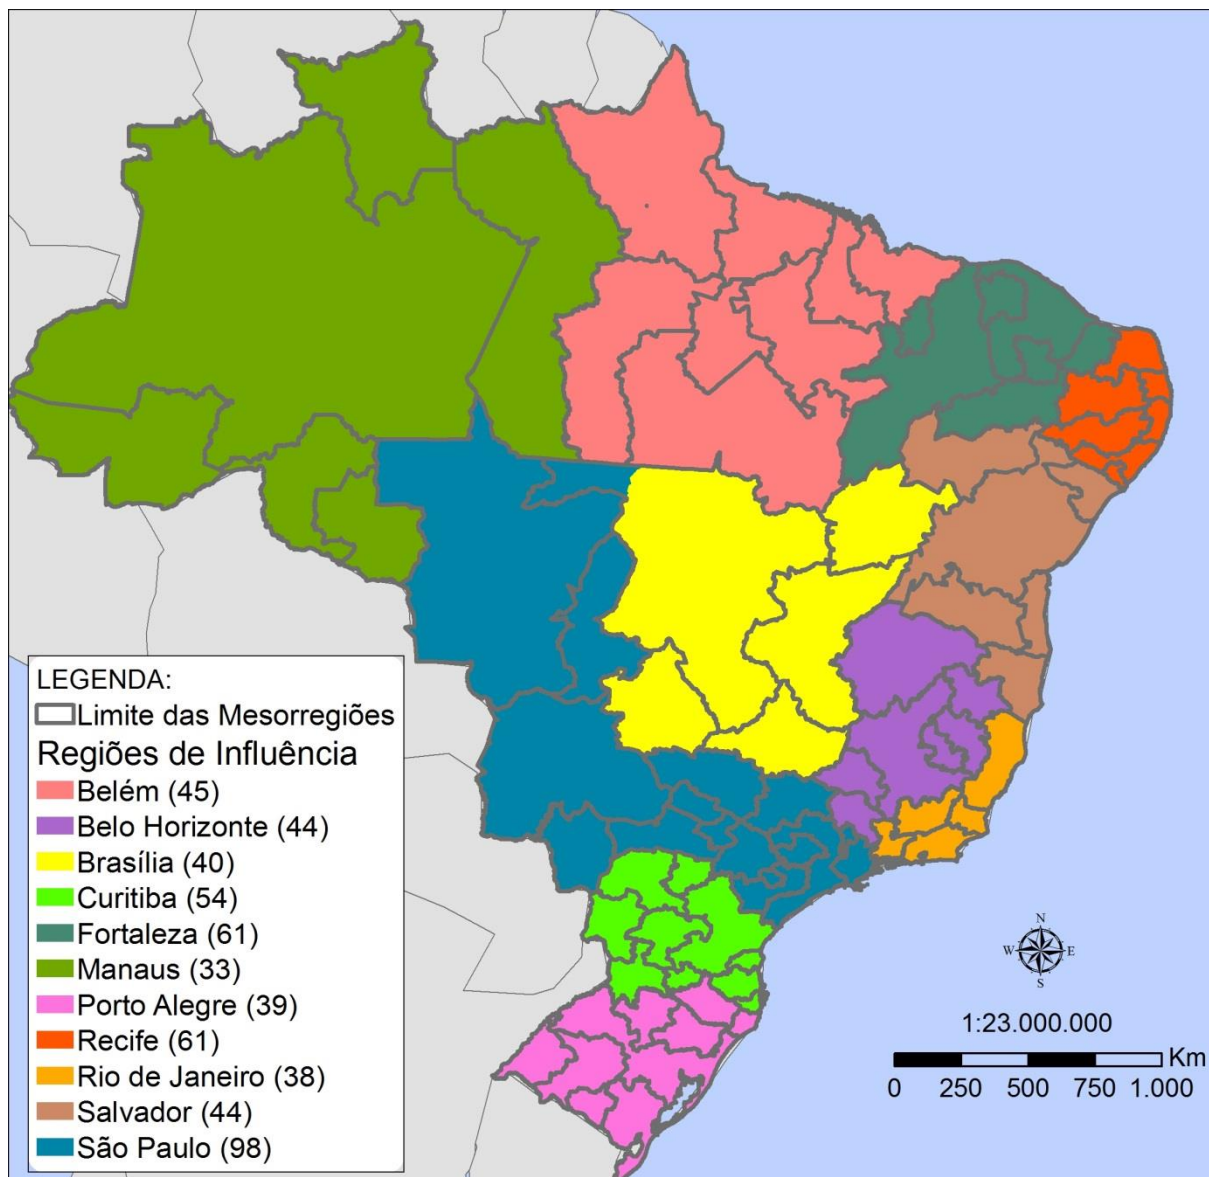 LEGENDA:
Limite das Mesorregiões
Regiões de Influência
Belém (45)
Belo Horizonte (44)
Brasília (40)
Curitiba (54)
Fortaleza (61)
Manaus (33)
Porto Alegre (39)
Recife (61)
Rio de Janeiro (38)
Salvador (44)
São Paulo (98)
N
W E
S
1:23.000.000
Km
0 250 500 750 1.000